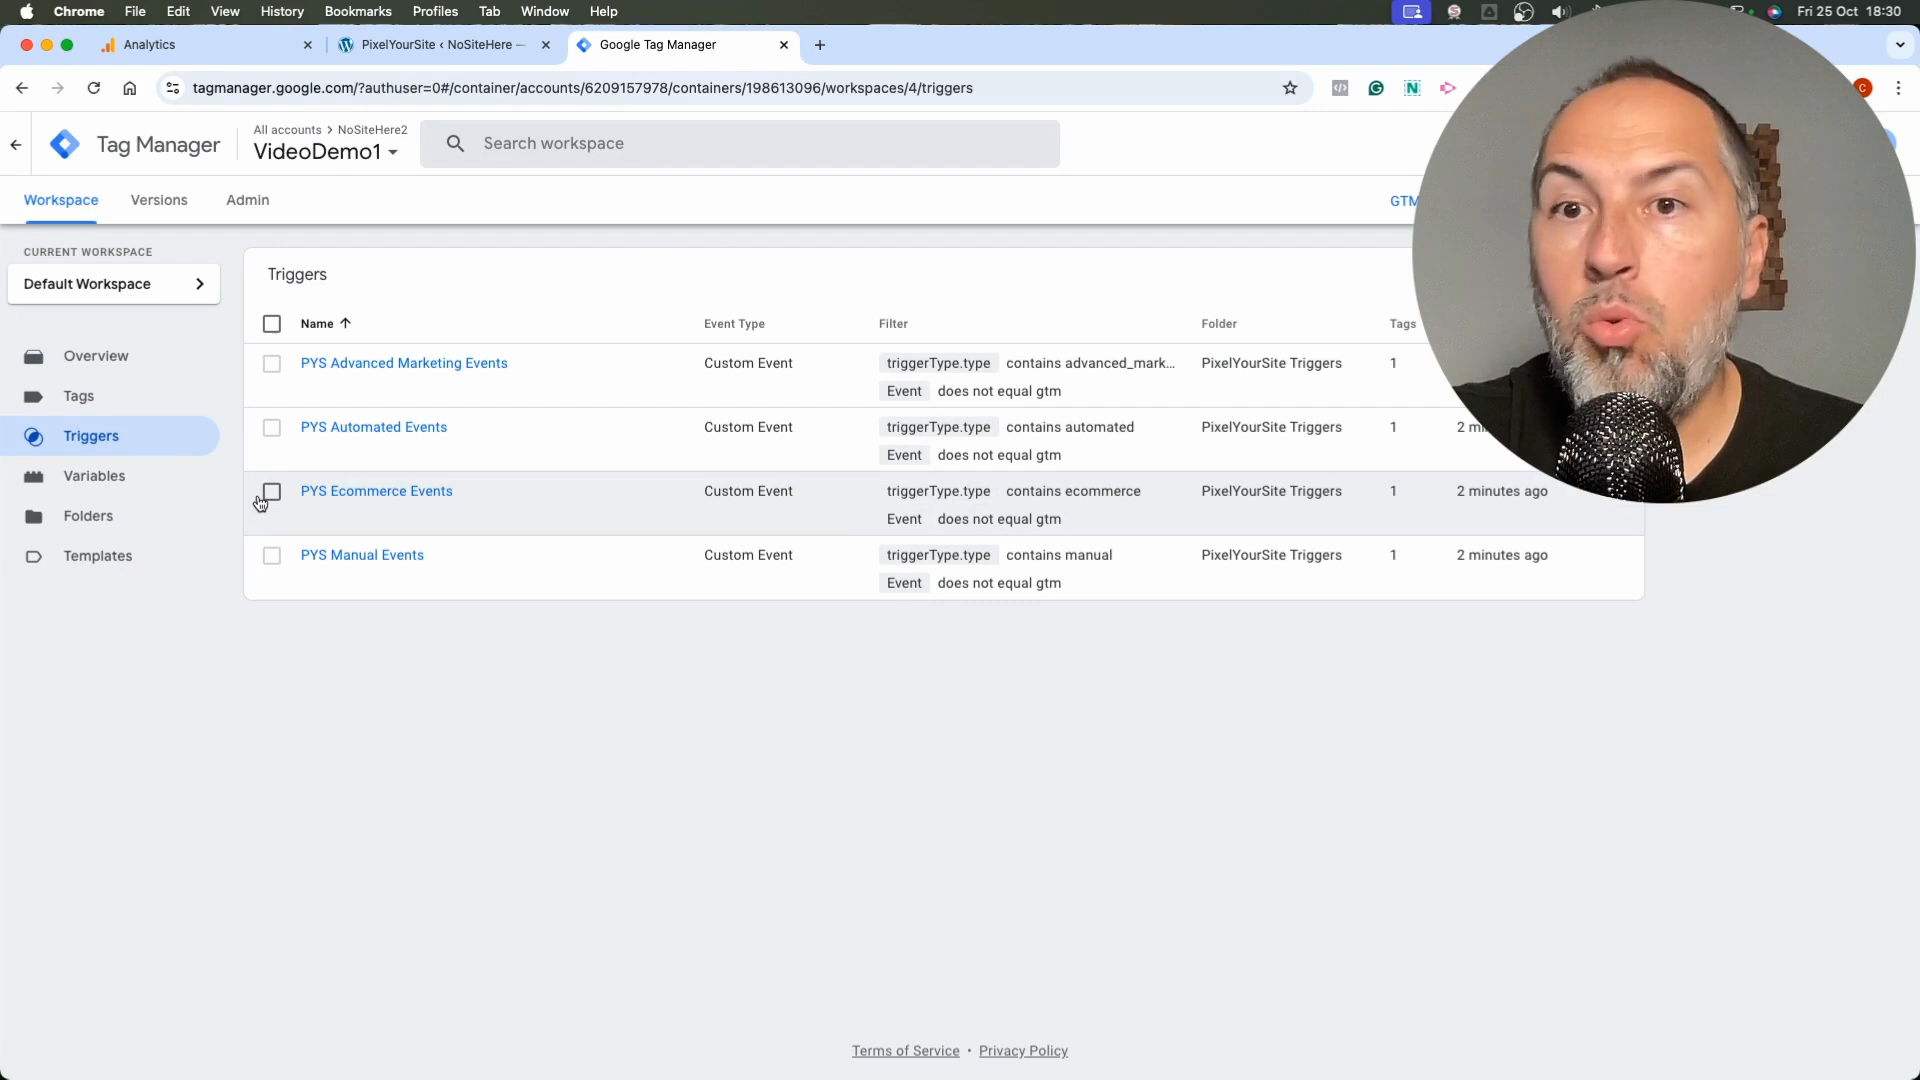 Chrome File Edit View History Bookmarks Profiles Tab Window Help Fri 25 Oct 18:30
Analytics PixelYourSite ‹ NoSiteHere — Google Tag Manager
tagmanager.google.com/?authuser=0#/container/accounts/6209157978/containers/198613096/workspaces/4/triggers
All accounts > NoSiteHere2
Tag Manager VideoDemo1 Search workspace
Workspace Versions Admin GTM
CURRENT WORKSPACE
Default Workspace
Overview
Tags
Triggers
Variables
Folders
Templates
Triggers
Name Event Type Filter Folder Tags
PYS Advanced Marketing Events Custom Event triggerType.type contains advanced_mark... PixelYourSite Triggers 1
Event does not equal gtm
PYS Automated Events Custom Event triggerType.type contains automated PixelYourSite Triggers 1 2
Event does not equal gtm
PYS Ecommerce Events Custom Event triggerType.type contains ecommerce PixelYourSite Triggers 1 2 minutes ago
Event does not equal gtm
PYS Manual Events Custom Event triggerType.type contains manual PixelYourSite Triggers 1 2 minutes ago
Event does not equal gtm
Terms of Service • Privacy Policy